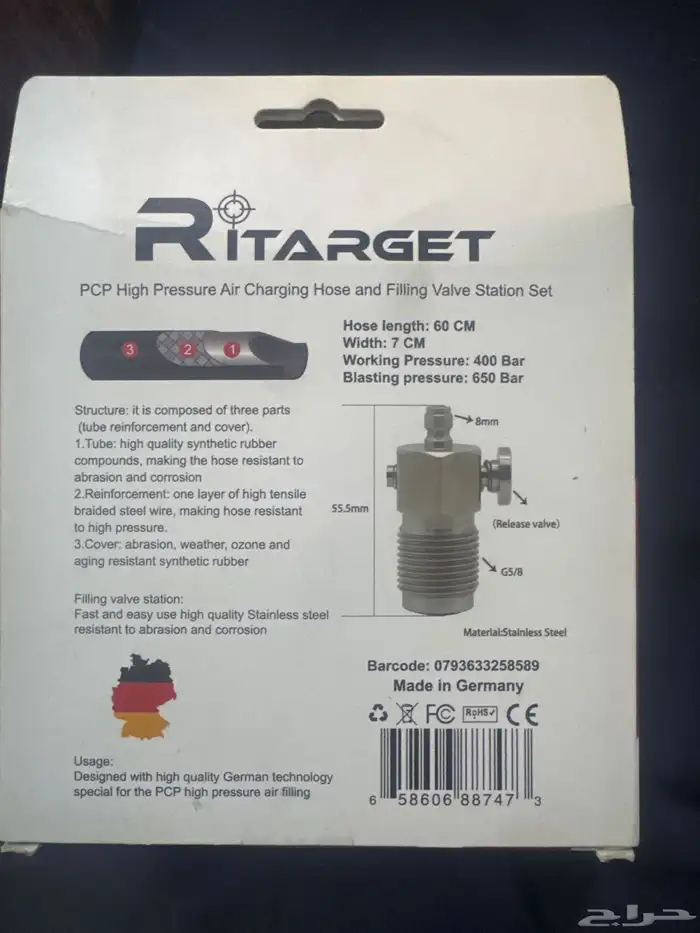 RITARGET
PCP High Pressure Air Charging Hose and Filling Valve Station Set
3 2 1
Hose length: 60 CM
Width: 7 CM
Working Pressure: 400 Bar
Blasting pressure: 650 Bar
Structure: it is composed of three parts
(tube reinforcement and cover).
1.Tube: high quality synthetic rubber
compounds, making the hose resistant to
abrasion and corrosion
2.Reinforcement: one layer of high tensile
braided steel wire, making hose resistant
to high pressure.
3.Cover: abrasion, weather, ozone and
aging resistant synthetic rubber
Filling valve station:
Fast and easy use high quality Stainless steel
resistant to abrasion and corrosion
8mm
55.5mm
(Release valve)
G5/8
Material:Stainless Steel
Barcode: 0793633258589
Made in Germany
FC RoHS CE
6 58606 88747 3
Usage:
Designed with high quality German technology
special for the PCP high pressure air filling
حراج